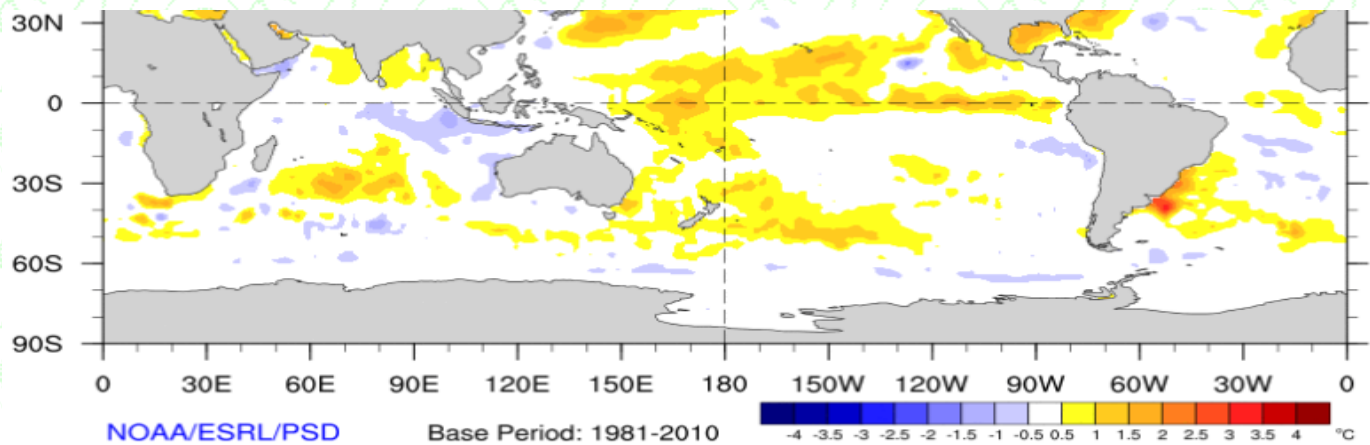 30N
0
30S
60S
90S
0 30E 60E 90E 120E 150E 180 150W 120W 90W 60W 30W 0
NOAA/ESRL/PSD Base Period: 1981-2010 -4 -3.5 -3 -2.5 -2 -1.5 -1 -0.5 0.5 1 1.5 2 2.5 3 3.5 4 °C